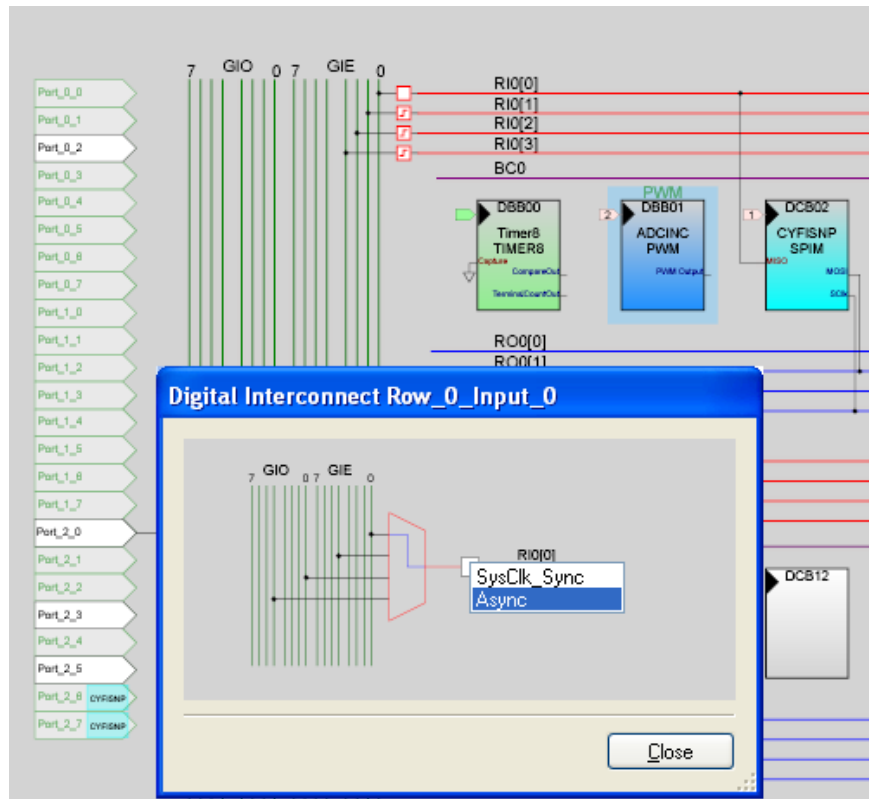 7 GIO 0 7 GIE 0
Port_0_0
Port_0_1
Port_0_2
Port_0_3
Port_0_4
Port_0_5
Port_0_6
Port_0_7
Port_1_0
Port_1_1
Port_1_2
Port_1_3
Port_1_4
Port_1_5
Port_1_6
Port_1_7
Port_2_0
Port_2_1
Port_2_2
Port_2_3
Port_2_4
Port_2_5
Port_2_6 CYFISNP
Port_2_7 CYFISNP
RI0[0]
RI0[1]
RI0[2]
RI0[3]
BC0
DBB00
Timer8
TIMER8
Capture
CompareOut
TerminalCountOut
PWM
2
DBB01
ADCINC
PWM
PWM Output
1
DCB02
CYFISNP
SPIM
MISO
MOSI
SClk
RO0[0]
RO0[1]
Digital Interconnect Row_0_Input_0
7 GIO 0 7 GIE 0
RI0[0]
SysClk_Sync
Async
Close
DCB12